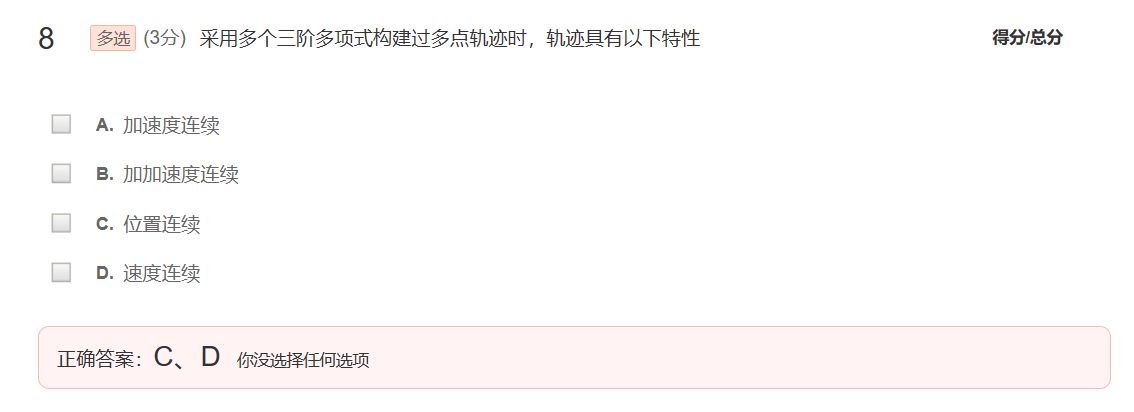 8 多选 (3分) 采用多个三阶多项式构建过多点轨迹时，轨迹具有以下特性 得分/总分
A. 加速度连续
B. 加加速度连续
C. 位置连续
D. 速度连续
正确答案：C、D 你没选择任何选项